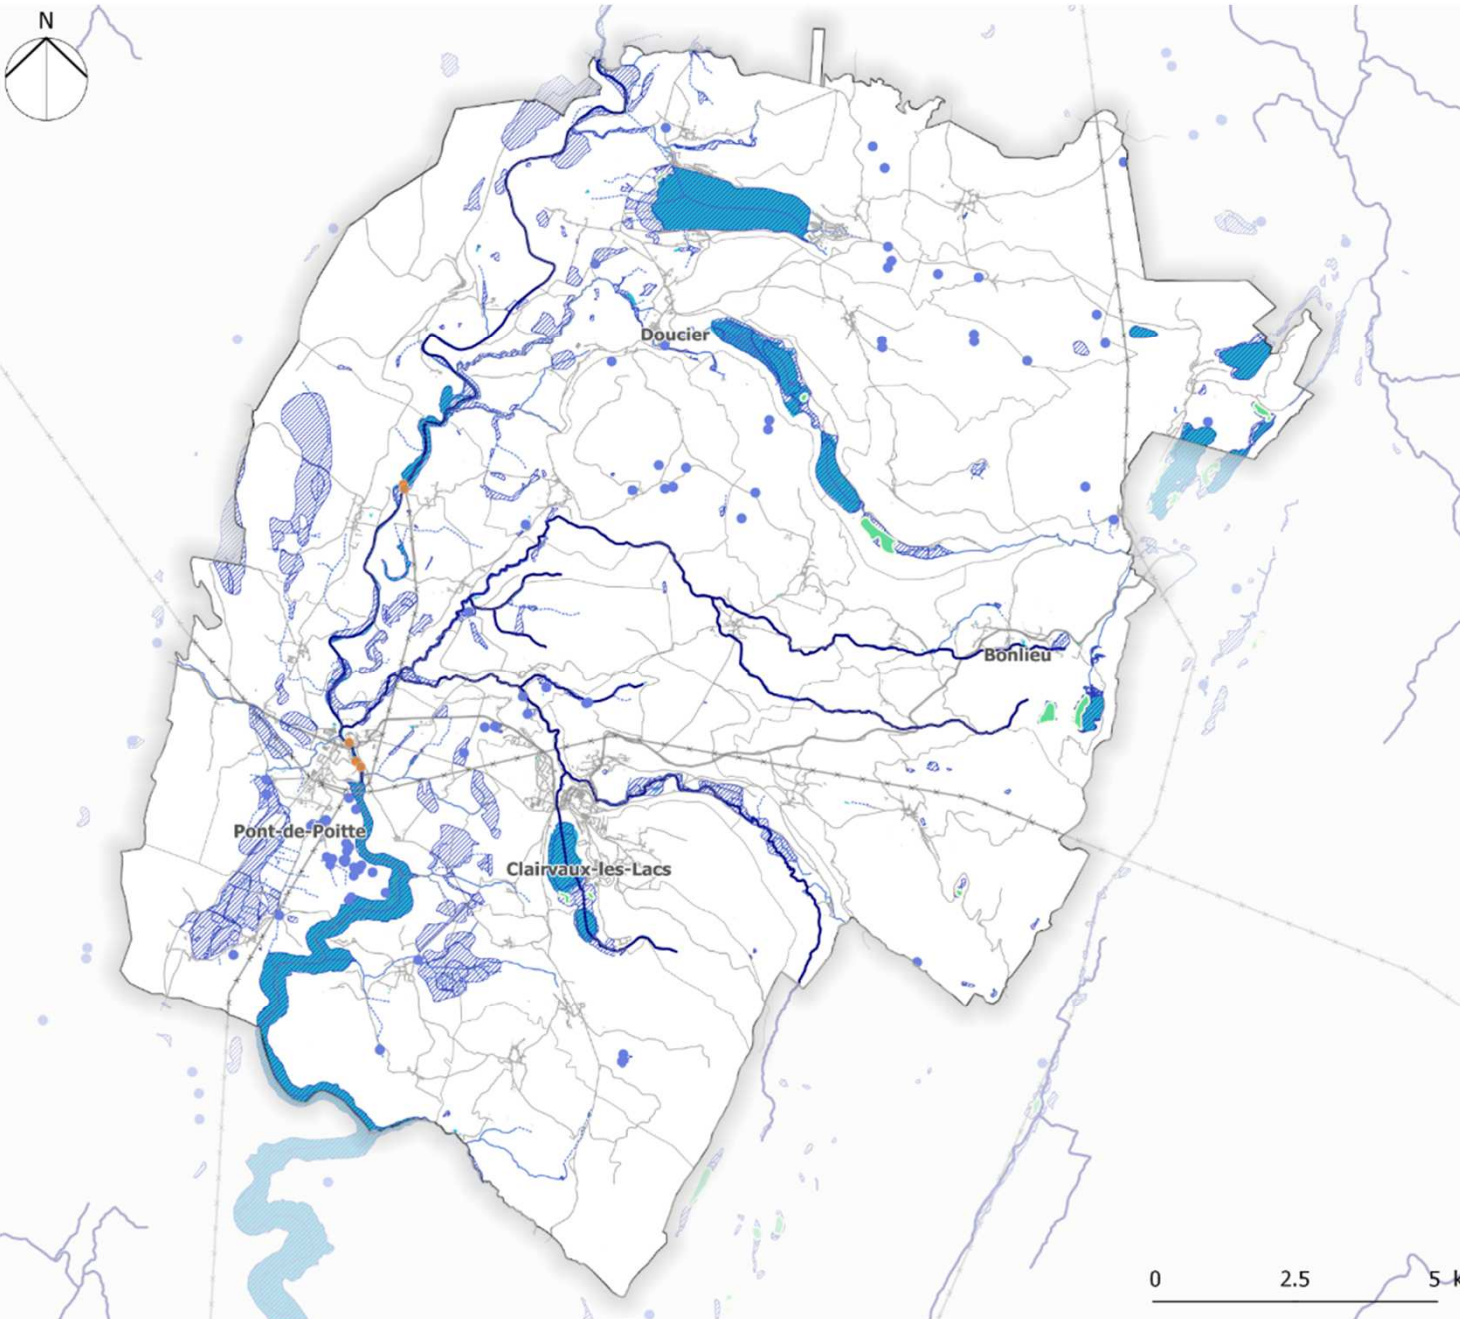 N
Doucier
Bonlieu
Pont-de-Poitte
Clairvaux-les-Lacs
0 2.5 5 k